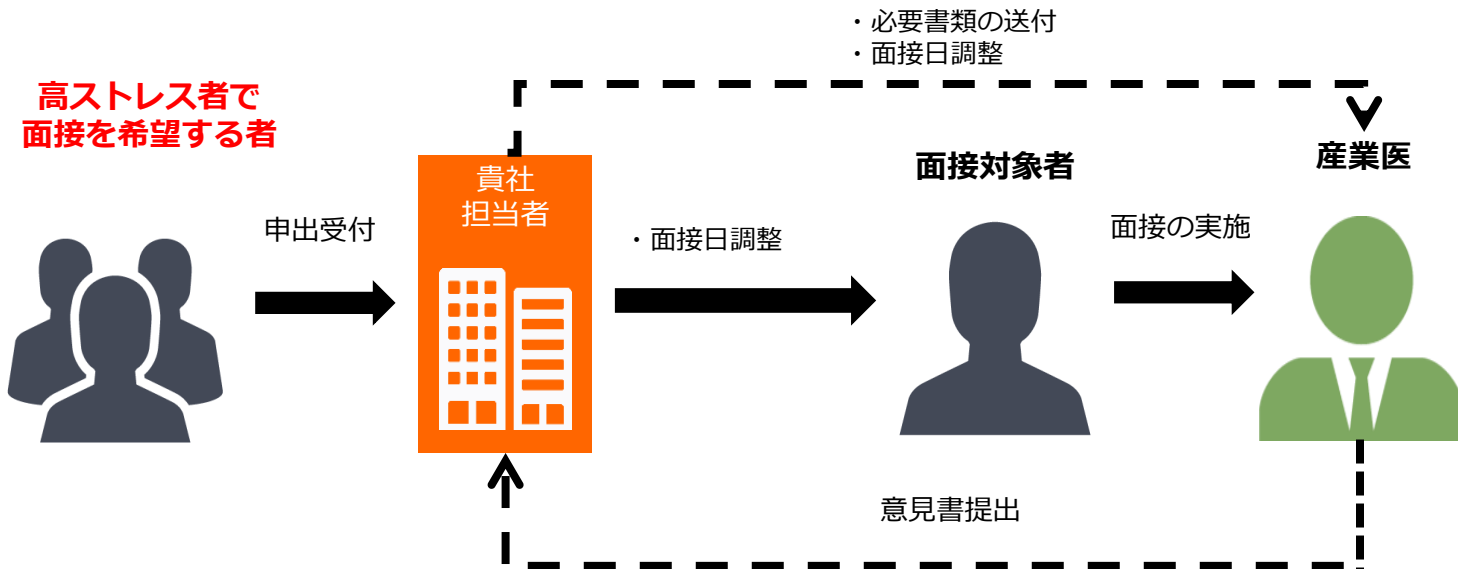 ・必要書類の送付
・面接日調整
高ストレス者で
面接を希望する者
貴社
担当者
面接対象者
産業医
申出受付
・面接日調整
面接の実施
意見書提出